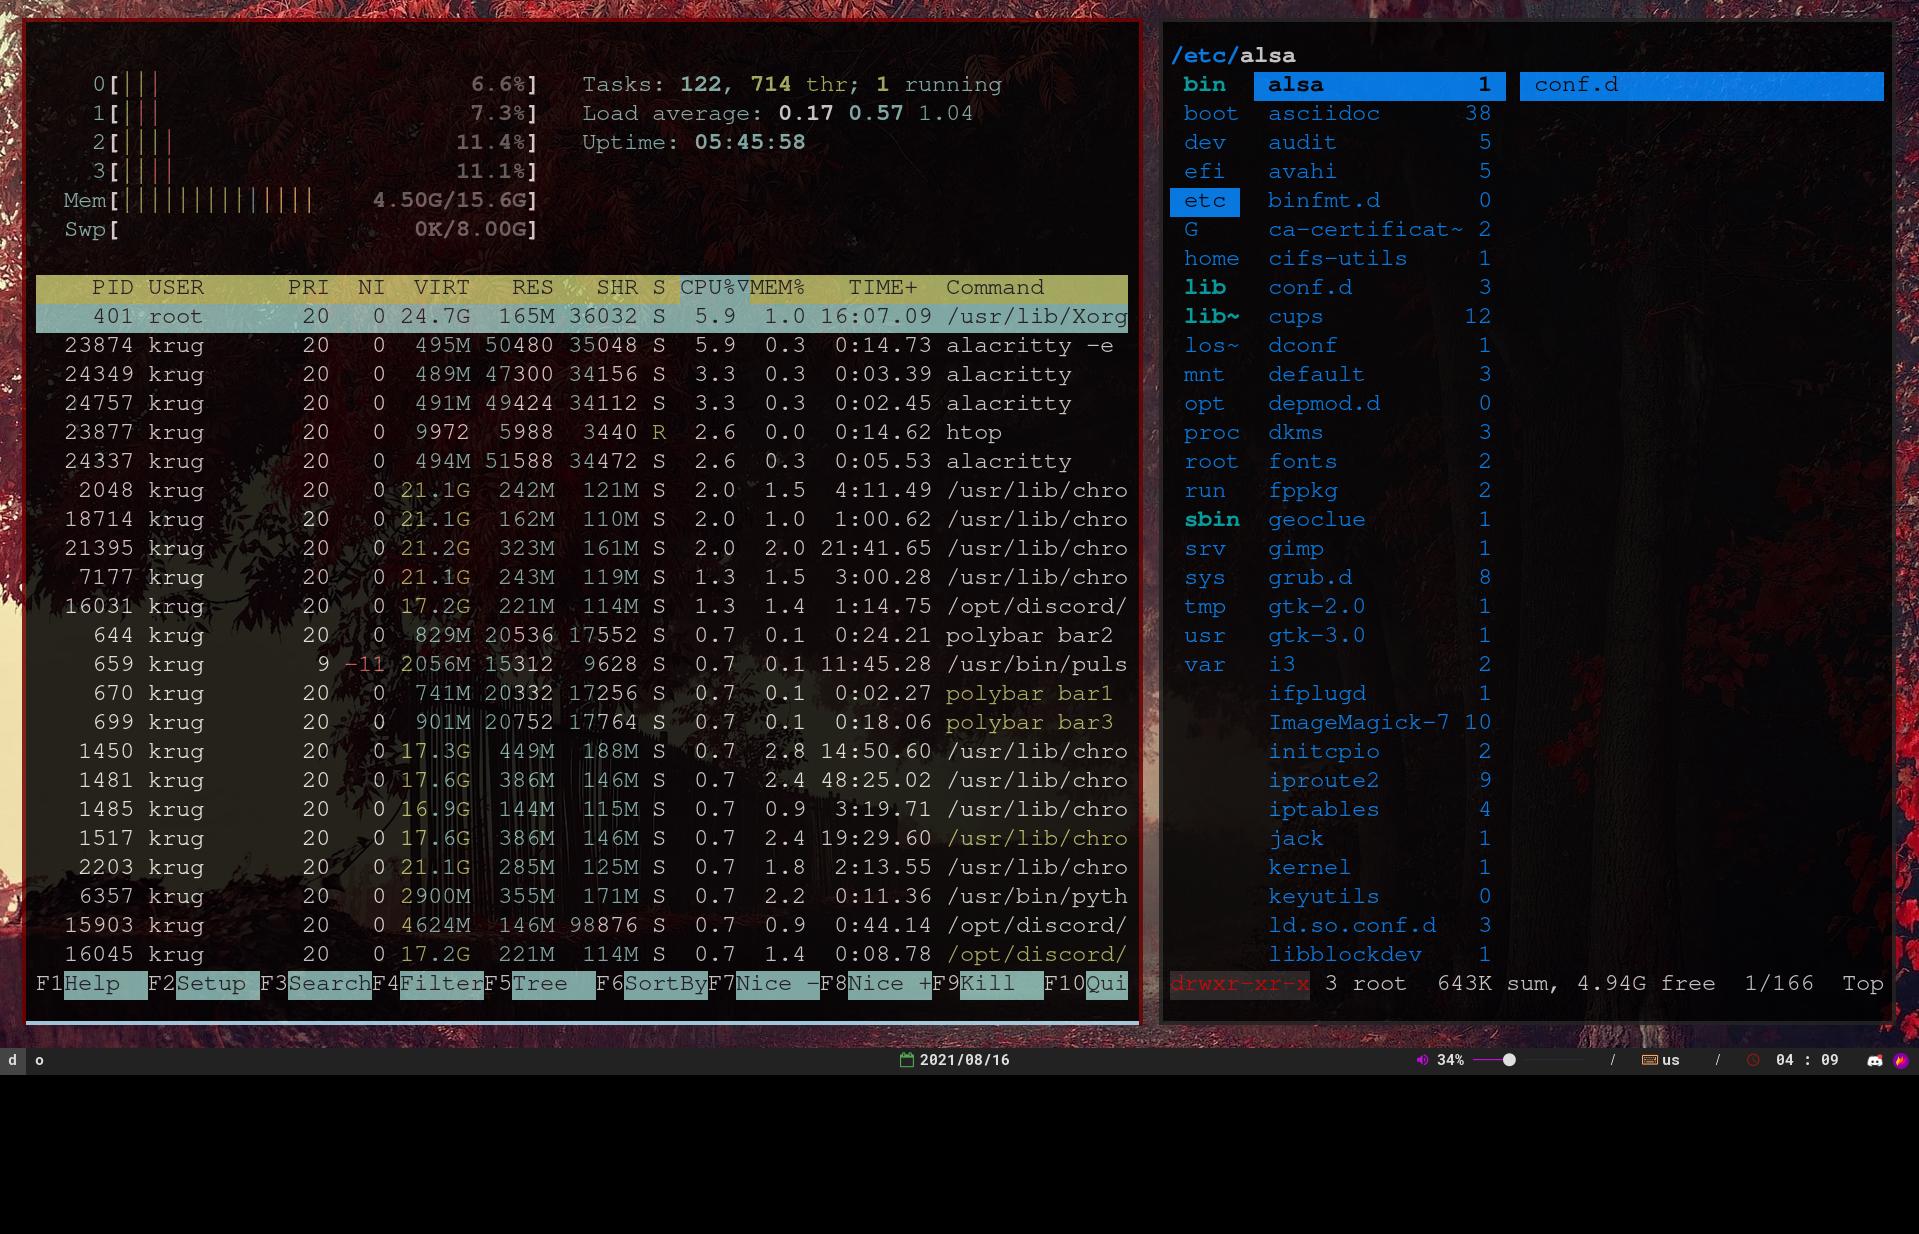 0[||| 6.6%] Tasks: 122, 714 thr; 1 running
1[||| 7.3%] Load average: 0.17 0.57 1.04
2[|||| 11.4%] Uptime: 05:45:58
3[|||| 11.1%]
Mem[|||||||||||||| 4.50G/15.6G]
Swp[ 0K/8.00G]
PID USER PRI NI VIRT RES SHR S CPU%▽MEM% TIME+ Command
401 root 20 0 24.7G 165M 36032 S 5.9 1.0 16:07.09 /usr/lib/Xorg
23874 krug 20 0 495M 50480 35048 S 5.9 0.3 0:14.73 alacritty -e
24349 krug 20 0 489M 47300 34156 S 3.3 0.3 0:03.39 alacritty
24757 krug 20 0 491M 49424 34112 S 3.3 0.3 0:02.45 alacritty
23877 krug 20 0 9972 5988 3440 R 2.6 0.0 0:14.62 htop
24337 krug 20 0 494M 51588 34472 S 2.6 0.3 0:05.53 alacritty
2048 krug 20 0 21.1G 242M 121M S 2.0 1.5 4:11.49 /usr/lib/chro
18714 krug 20 0 21.1G 162M 110M S 2.0 1.0 1:00.62 /usr/lib/chro
21395 krug 20 0 21.2G 323M 161M S 2.0 2.0 21:41.65 /usr/lib/chro
7177 krug 20 0 21.1G 243M 119M S 1.3 1.5 3:00.28 /usr/lib/chro
16031 krug 20 0 17.2G 221M 114M S 1.3 1.4 1:14.75 /opt/discord/
644 krug 20 0 829M 20536 17552 S 0.7 0.1 0:24.21 polybar bar2
659 krug 9 -11 2056M 15312 9628 S 0.7 0.1 11:45.28 /usr/bin/puls
670 krug 20 0 741M 20332 17256 S 0.7 0.1 0:02.27 polybar bar1
699 krug 20 0 901M 20752 17764 S 0.7 0.1 0:18.06 polybar bar3
1450 krug 20 0 17.3G 449M 188M S 0.7 2.8 14:50.60 /usr/lib/chro
1481 krug 20 0 17.6G 386M 146M S 0.7 2.4 48:25.02 /usr/lib/chro
1485 krug 20 0 16.9G 144M 115M S 0.7 0.9 3:19.71 /usr/lib/chro
1517 krug 20 0 17.6G 386M 146M S 0.7 2.4 19:29.60 /usr/lib/chro
2203 krug 20 0 21.1G 285M 125M S 0.7 1.8 2:13.55 /usr/lib/chro
6357 krug 20 0 2900M 355M 171M S 0.7 2.2 0:11.36 /usr/bin/pyth
15903 krug 20 0 4624M 146M 98876 S 0.7 0.9 0:44.14 /opt/discord/
16045 krug 20 0 17.2G 221M 114M S 0.7 1.4 0:08.78 /opt/discord/
F1Help F2Setup F3SearchF4FilterF5Tree F6SortByF7Nice -F8Nice +F9Kill F10Qui
/etc/alsa
bin alsa 1 conf.d
boot asciidoc 38
dev audit 5
efi avahi 5
etc binfmt.d 0
G ca-certificat~ 2
home cifs-utils 1
lib conf.d 3
lib~ cups 12
los~ dconf 1
mnt default 3
opt depmod.d 0
proc dkms 3
root fonts 2
run fppkg 2
sbin geoclue 1
srv gimp 1
sys grub.d 8
tmp gtk-2.0 1
usr gtk-3.0 1
var i3 2
ifplugd 1
ImageMagick-7 10
initcpio 2
iproute2 9
iptables 4
jack 1
kernel 1
keyutils 0
ld.so.conf.d 3
libblockdev 1
drwxr-xr-x 3 root 643K sum, 4.94G free 1/166 Top
d o 2021/08/16 34% / us / 04 : 09